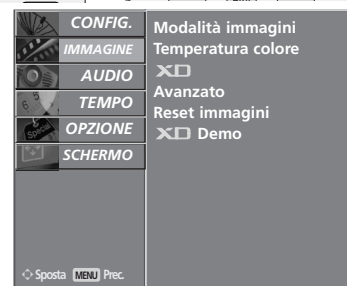 CONFIG.
IMMAGINE
AUDIO
TEMPO
OPZIONE
SCHERMO
Modalità immagini
Temperatura colore
XD
Avanzato
Reset immagini
XD Demo
Sposta MENU Prec.